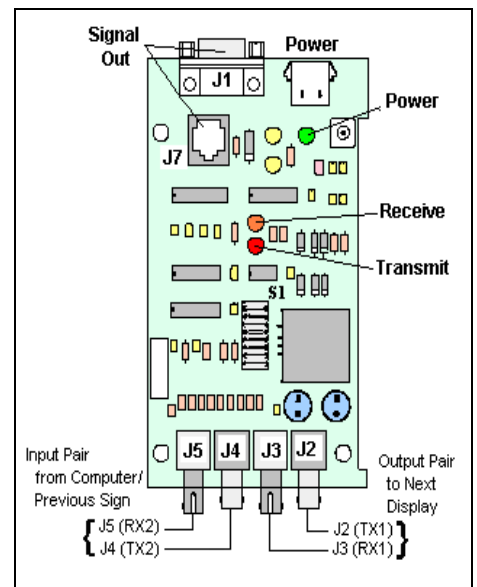 Signal
Out
Power
J1
Power
J7
Receive
Transmit
S1
J5 J4 J3 J2
Input Pair
from Computer/
Previous Sign
Output Pair
to Next
Display
{ J5 (RX2)
J4 (TX2)
J2 (TX1) }
J3 (RX1)